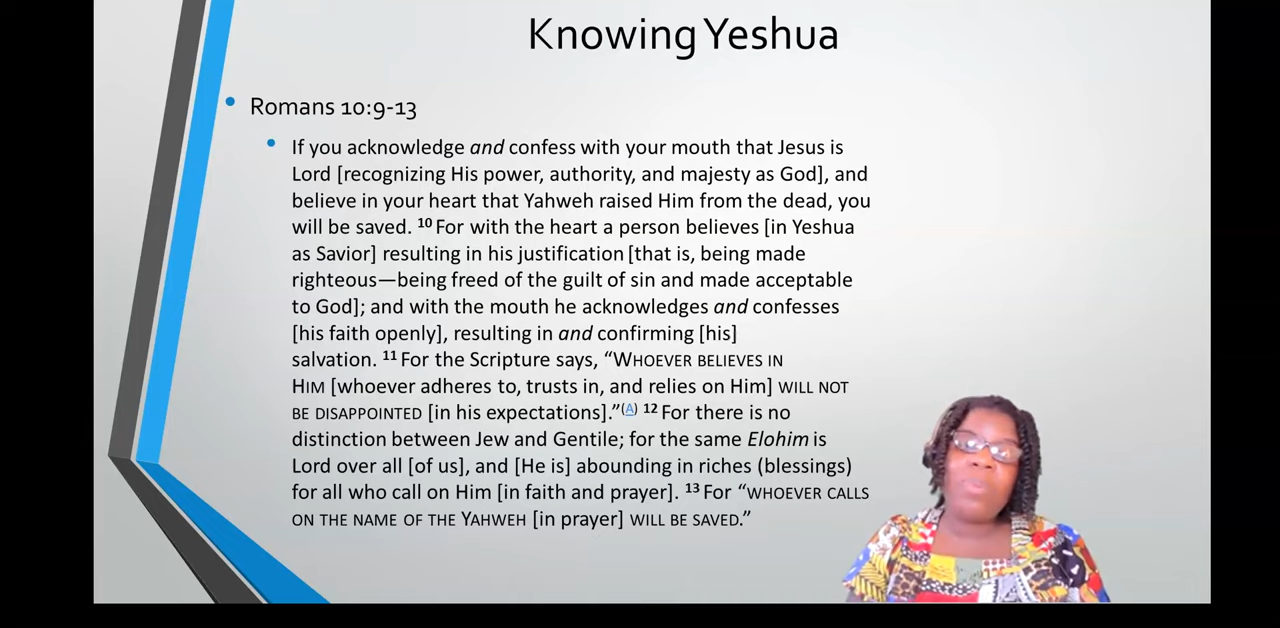 Knowing Yeshua
Romans 10:9-13
If you acknowledge and confess with your mouth that Jesus is
Lord [recognizing His power, authority, and majesty as God], and
believe in your heart that Yahweh raised Him from the dead, you
will be saved. 10 For with the heart a person believes [in Yeshua
as Savior] resulting in his justification [that is, being made
righteous—being freed of the guilt of sin and made acceptable
to God]; and with the mouth he acknowledges and confesses
[his faith openly], resulting in and confirming [his]
salvation. 11 For the Scripture says, “WHOEVER BELIEVES IN
HIM [whoever adheres to, trusts in, and relies on Him] WILL NOT
BE DISAPPOINTED [in his expectations].”(A) 12 For there is no
distinction between Jew and Gentile; for the same Elohim is
Lord over all [of us], and [He is] abounding in riches (blessings)
for all who call on Him [in faith and prayer]. 13 For “WHOEVER CALLS
ON THE NAME OF THE YAHWEH [in prayer] WILL BE SAVED.”